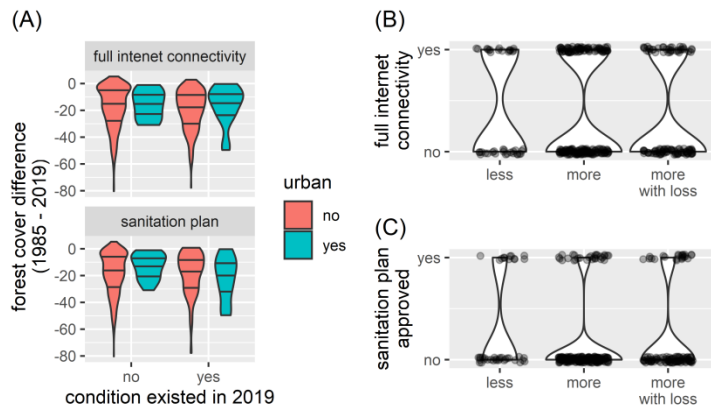 (A)
full intenet connectivity
0
-20
-40
-60
-80
sanitation plan
0
-20
-40
-60
-80
forest cover difference
(1985 - 2019)
no
yes
condition existed in 2019
urban
no
yes
(B)
full internet
connectivity
yes
no
less
more
more
with loss
(C)
sanitation plan
approved
yes
no
less
more
more
with loss